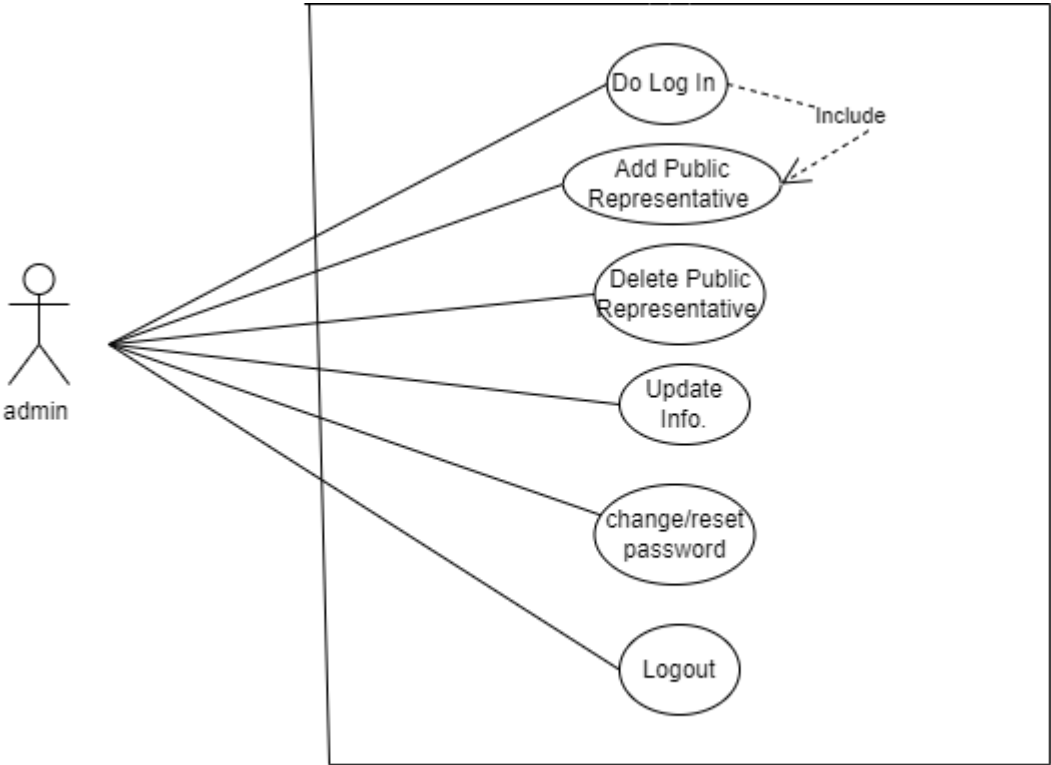 Do Log In
Include
Add Public
Representative
Delete Public
Representative
admin
Update
Info.
change/reset
password
Logout